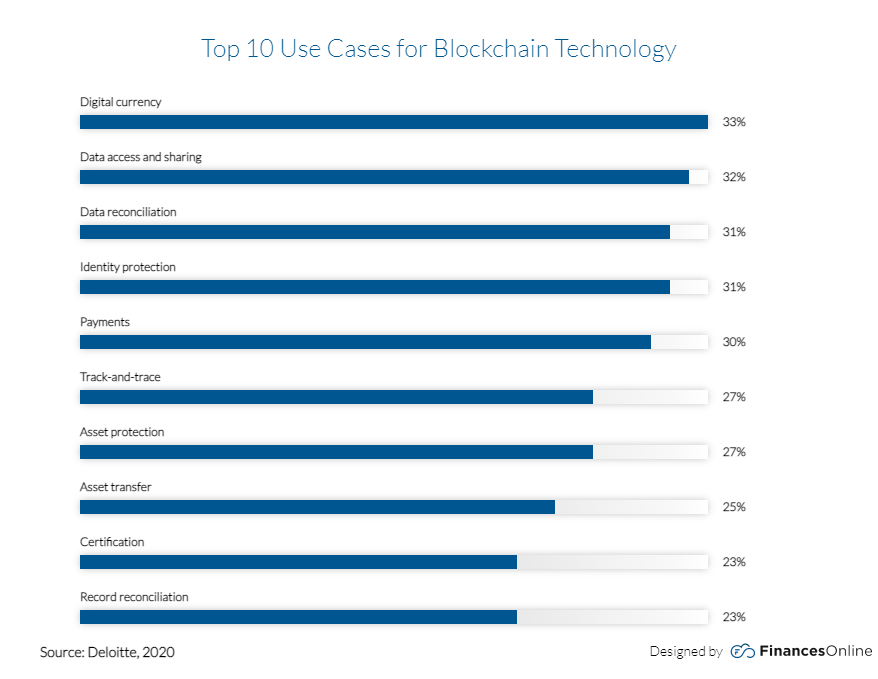 Top 10 Use Cases for Blockchain Technology
Digital currency
33%
Data access and sharing
32%
Data reconciliation
31%
Identity protection
31%
Payments
30%
Track-and-trace
27%
Asset protection
27%
Asset transfer
25%
Certification
23%
Record reconciliation
23%
Source: Deloitte, 2020
Designed by FinancesOnline